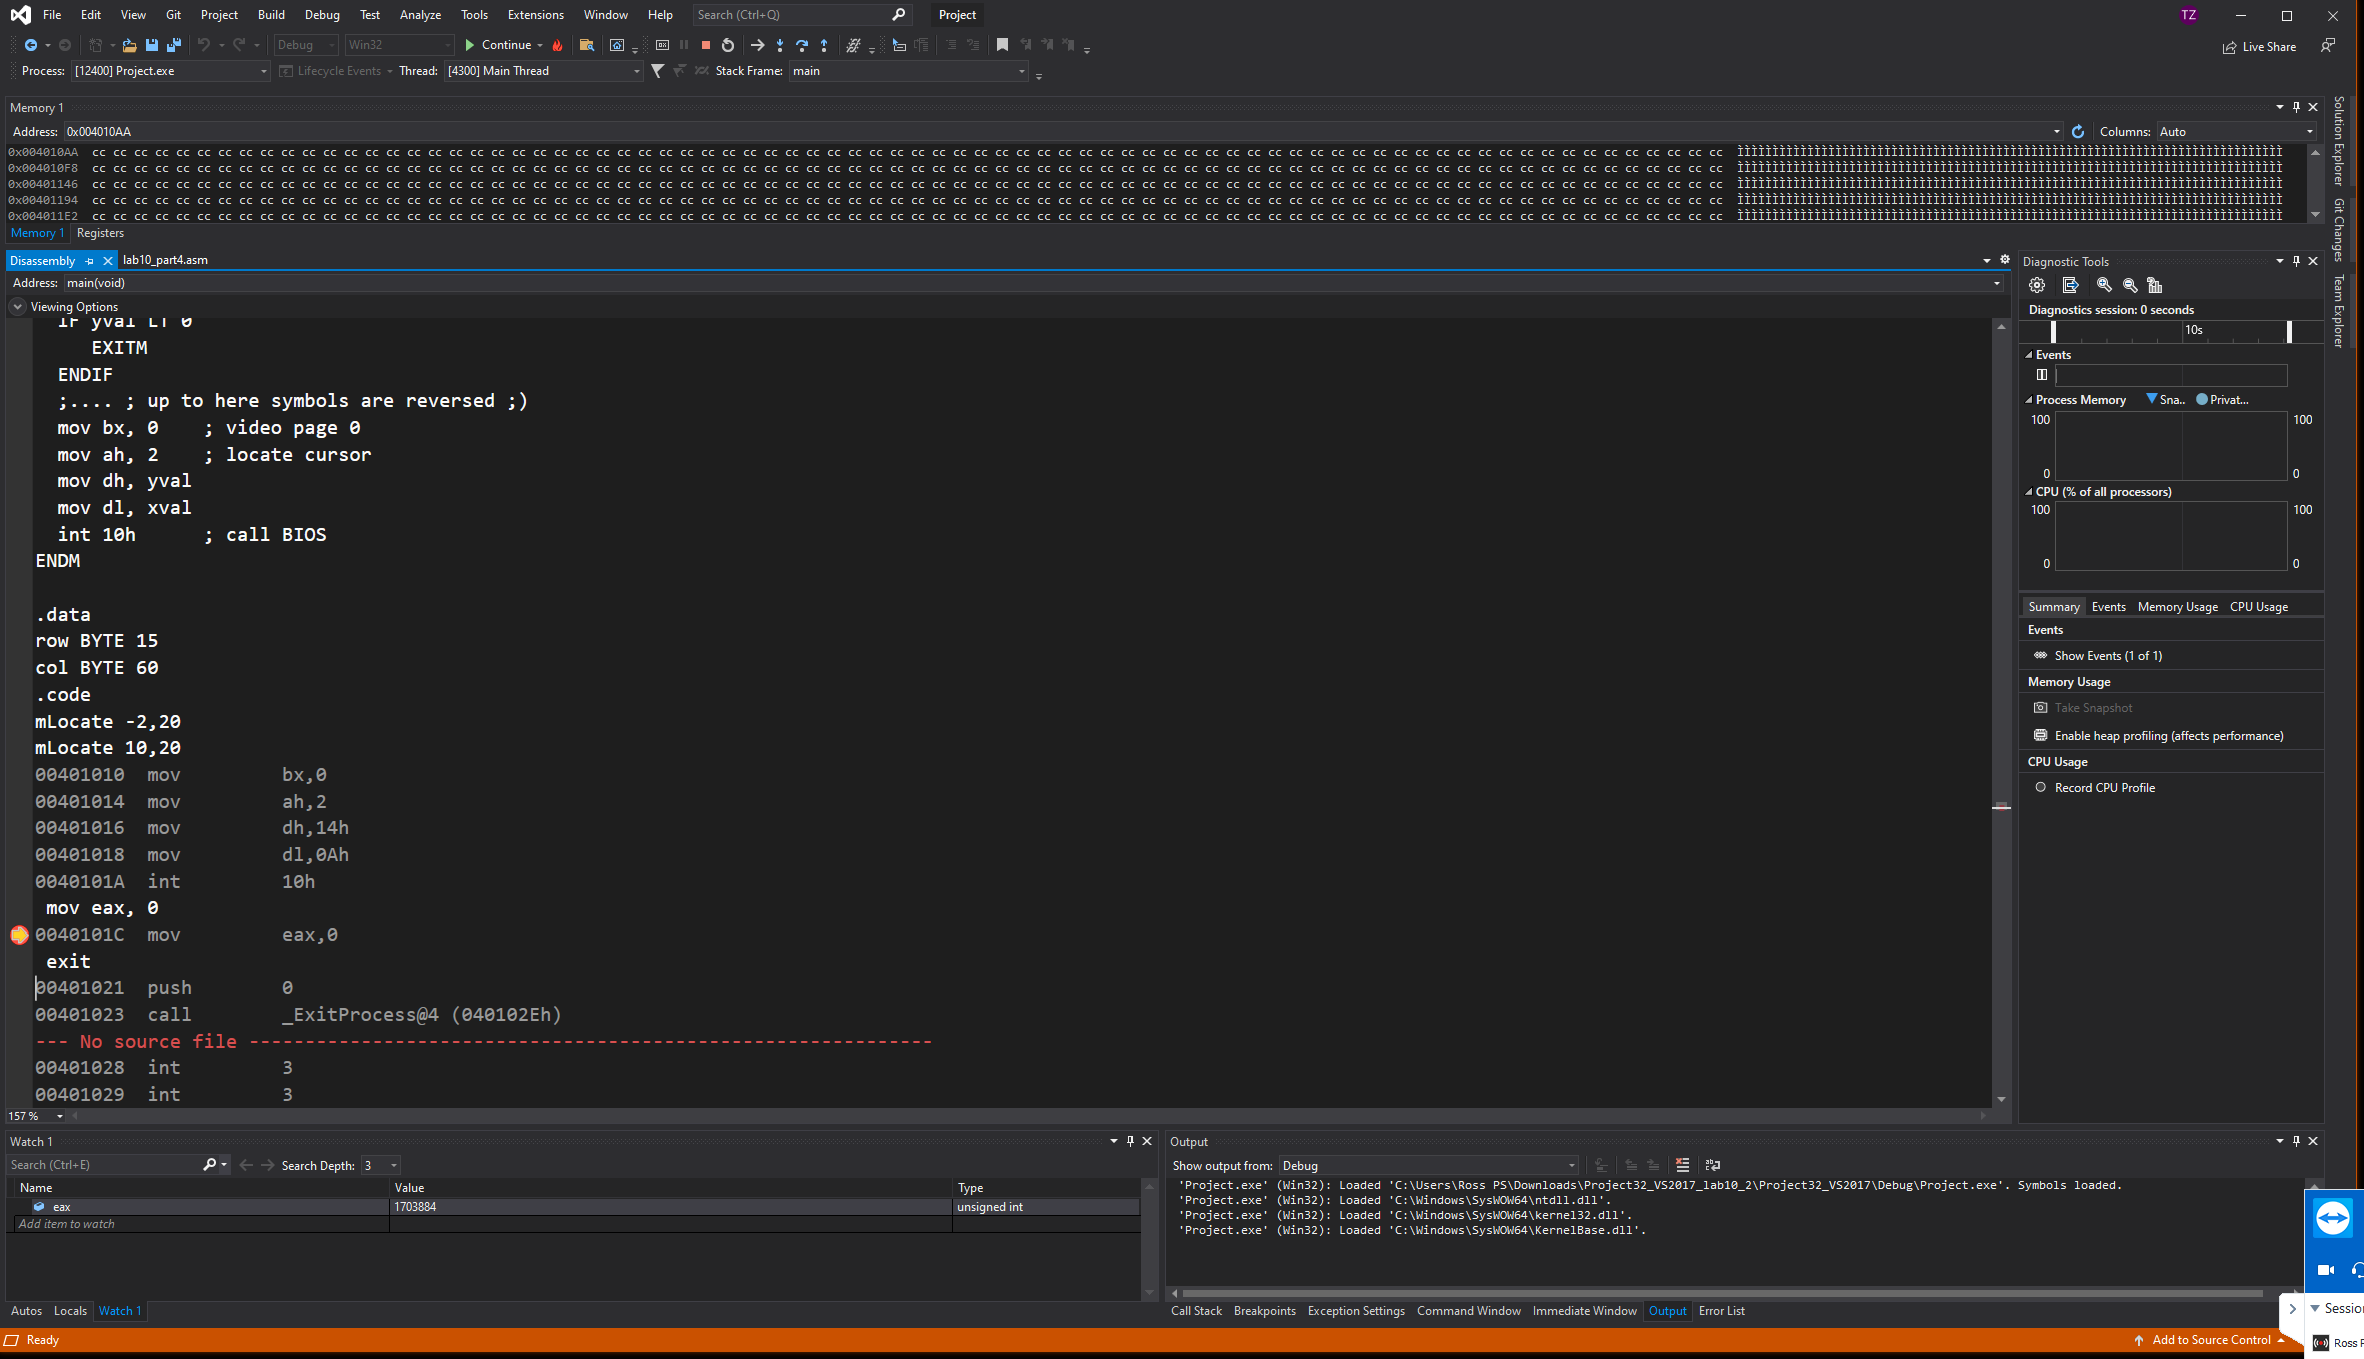 File Edit View Git Project Build Debug Test Analyze Tools Extensions Window Help Search (Ctrl+Q) Project TZ
Debug Win32 Continue Live Share
Process: [12400] Project.exe Lifecycle Events Thread: [4300] Main Thread Stack Frame: main
Memory 1
Address: 0x004010AA Columns: Auto
0x004010AA cc cc cc cc cc cc cc cc cc cc cc cc cc cc cc cc cc cc cc cc cc cc cc cc cc cc cc cc cc cc cc cc cc cc cc cc cc cc cc cc cc cc cc cc cc cc cc cc cc cc cc cc cc cc cc cc cc cc cc cc cc cc cc cc cc cc cc cc cc cc cc cc cc cc cc cc cc cc
0x004010F8 cc cc cc cc cc cc cc cc cc cc cc cc cc cc cc cc cc cc cc cc cc cc cc cc cc cc cc cc cc cc cc cc cc cc cc cc cc cc cc cc cc cc cc cc cc cc cc cc cc cc cc cc cc cc cc cc cc cc cc cc cc cc cc cc cc cc cc cc cc cc cc cc cc cc cc cc cc cc
0x00401146 cc cc cc cc cc cc cc cc cc cc cc cc cc cc cc cc cc cc cc cc cc cc cc cc cc cc cc cc cc cc cc cc cc cc cc cc cc cc cc cc cc cc cc cc cc cc cc cc cc cc cc cc cc cc cc cc cc cc cc cc cc cc cc cc cc cc cc cc cc cc cc cc cc cc cc cc cc cc
0x00401194 cc cc cc cc cc cc cc cc cc cc cc cc cc cc cc cc cc cc cc cc cc cc cc cc cc cc cc cc cc cc cc cc cc cc cc cc cc cc cc cc cc cc cc cc cc cc cc cc cc cc cc cc cc cc cc cc cc cc cc cc cc cc cc cc cc cc cc cc cc cc cc cc cc cc cc cc cc cc
0x004011E2 cc cc cc cc cc cc cc cc cc cc cc cc cc cc cc cc cc cc cc cc cc cc cc cc cc cc cc cc cc cc cc cc cc cc cc cc cc cc cc cc cc cc cc cc cc cc cc cc cc cc cc cc cc cc cc cc cc cc cc cc cc cc cc cc cc cc cc cc cc cc cc cc cc cc cc cc cc cc
Memory 1 Registers
Disassembly lab10_part4.asm
Address: main(void)
Viewing Options
IF yval LT 0
EXITM
ENDIF
;.... ; up to here symbols are reversed ;)
mov bx, 0 ; video page 0
mov ah, 2 ; locate cursor
mov dh, yval
mov dl, xval
int 10h ; call BIOS
ENDM
.data
row BYTE 15
col BYTE 60
.code
mLocate -2,20
mLocate 10,20
00401010 mov bx,0
00401014 mov ah,2
00401016 mov dh,14h
00401018 mov dl,0Ah
0040101A int 10h
mov eax, 0
0040101C mov eax,0
exit
00401021 push 0
00401023 call _ExitProcess@4 (040102Eh)
--- No source file -------------------------------------------------------------
00401028 int 3
00401029 int 3
157 %
Diagnostic Tools
Diagnostics session: 0 seconds
10s
Events
Process Memory Sna.. Privat...
100 100
0 0
CPU (% of all processors)
100 100
0 0
Summary Events Memory Usage CPU Usage
Events
Show Events (1 of 1)
Memory Usage
Take Snapshot
Enable heap profiling (affects performance)
CPU Usage
Record CPU Profile
Solution Explorer
Git Changes
Team Explorer
Watch 1
Search (Ctrl+E) Search Depth: 3
Name Value Type
eax 1703884 unsigned int
Add item to watch
Autos Locals Watch 1
Output
Show output from: Debug
'Project.exe' (Win32): Loaded 'C:\Users\Ross PS\Downloads\Project32_VS2017_lab10_2\Project32_VS2017\Debug\Project.exe'. Symbols loaded.
'Project.exe' (Win32): Loaded 'C:\Windows\SysWOW64\ntdll.dll'.
'Project.exe' (Win32): Loaded 'C:\Windows\SysWOW64\kernel32.dll'.
'Project.exe' (Win32): Loaded 'C:\Windows\SysWOW64\KernelBase.dll'.
Call Stack Breakpoints Exception Settings Command Window Immediate Window Output Error List
Sessio
Ross P
Ready Add to Source Control